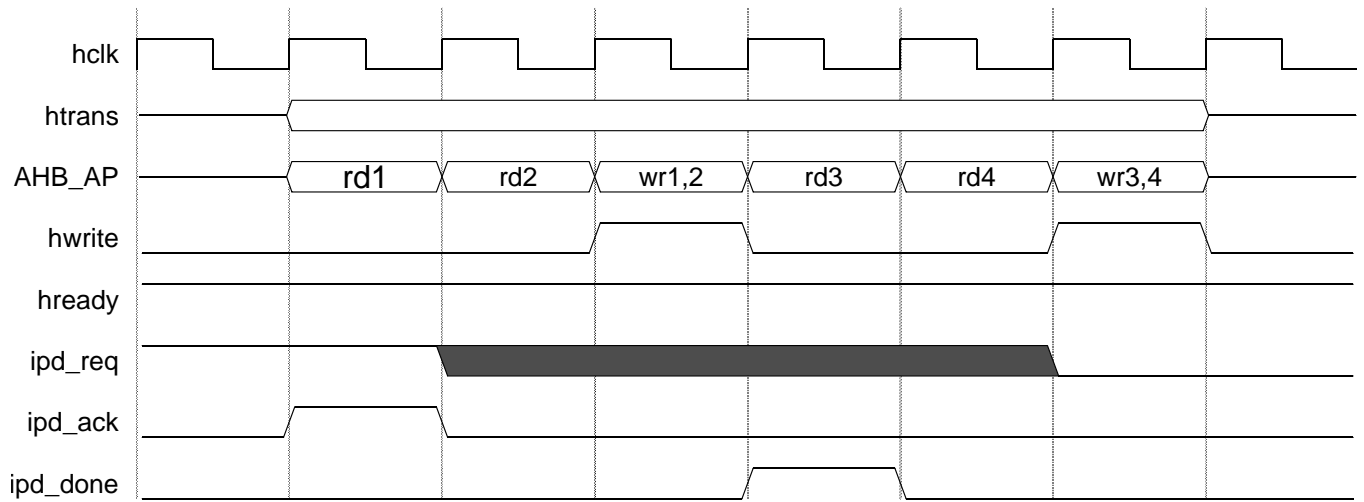 hclk
htrans
AHB_AP rd1 rd2 wr1,2 rd3 rd4 wr3,4
hwrite
hready
ipd_req
ipd_ack
ipd_done